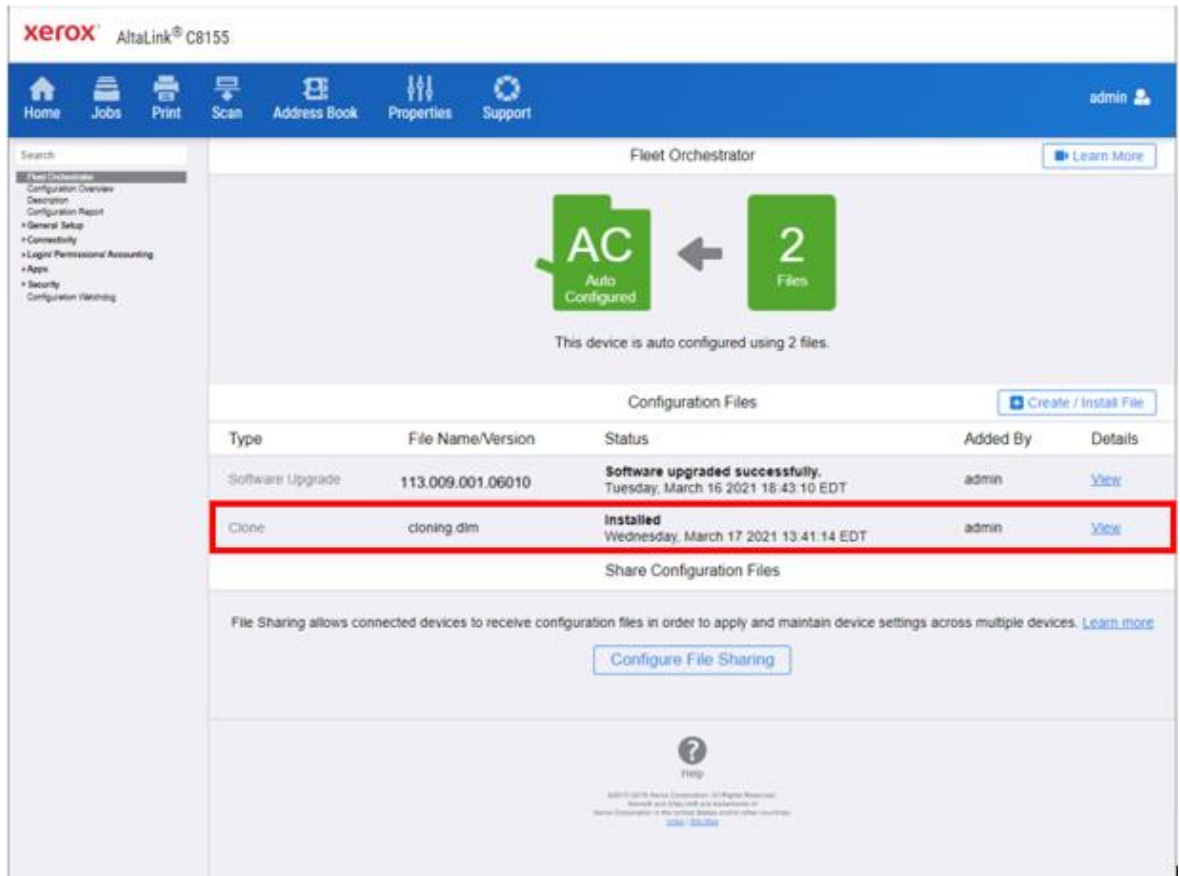 xerox™ AltaLink® C8155
Home Jobs Print Scan Address Book Properties Support admin
Search
Fleet Orchestrator
Configuration Overview
Description
Configuration Report
General Setup
Connectivity
Login/ Permissions/ Accounting
Apps
Security
Configuration Watchdog
Fleet Orchestrator Learn More
AC
Auto
Configured
2
Files
This device is auto configured using 2 files.
Configuration Files Create / Install File
Type File Name/Version Status Added By Details
Software Upgrade 113.009.001.06010 Software upgraded successfully. admin View
Tuesday, March 16 2021 18:43:10 EDT
Clone cloning.dlm Installed admin View
Wednesday, March 17 2021 13:41:14 EDT
Share Configuration Files
File Sharing allows connected devices to receive configuration files in order to apply and maintain device settings across multiple devices. Learn more
Configure File Sharing
?
Help
Xerox Corporation. All Rights Reserved.